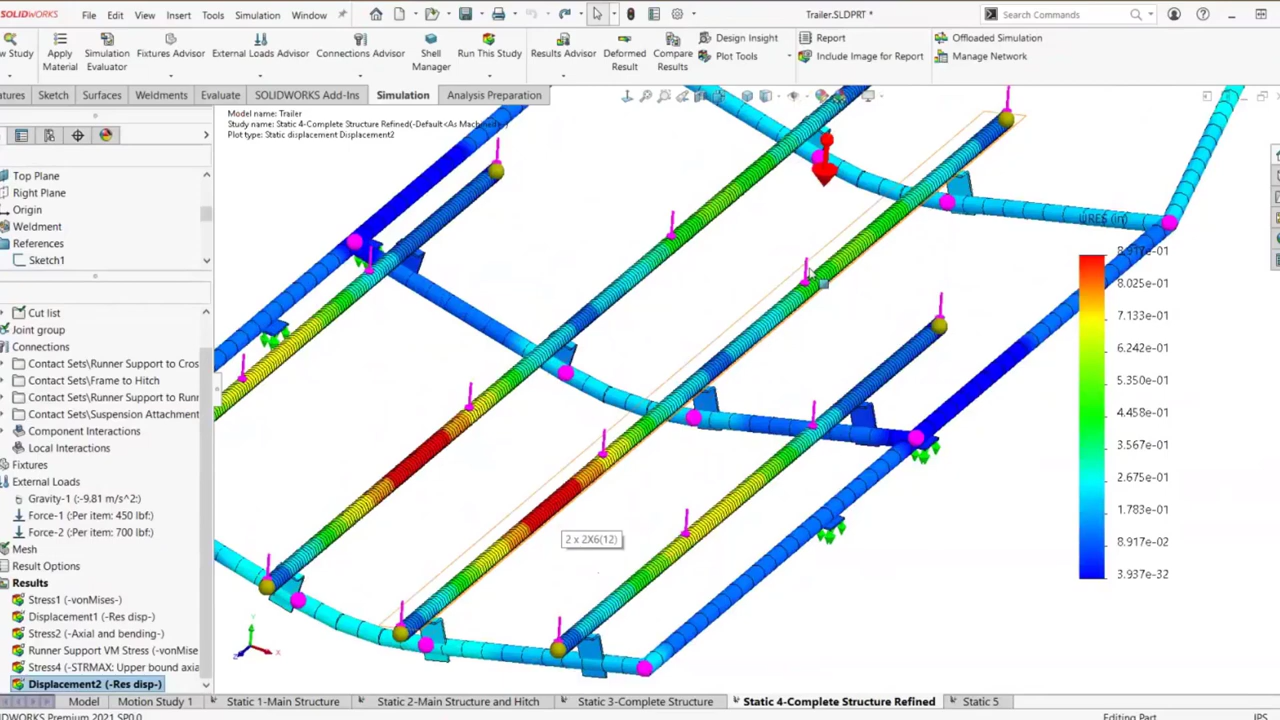 SOLIDWORKS File Edit View Insert Tools Simulation Window Trailer.SLDPRT * Search Commands
w Study Apply Material Simulation Evaluator Fixtures Advisor External Loads Advisor Connections Advisor Shell Manager Run This Study Results Advisor Deformed Result Compare Results Design Insight Plot Tools Report Include Image for Report Offloaded Simulation Manage Network
atures Sketch Surfaces Weldments Evaluate SOLIDWORKS Add-Ins Simulation Analysis Preparation
Model name: Trailer
Study name: Static 4-Complete Structure Refined(-Default<As Machined>-)
Plot type: Static displacement Displacement2
Top Plane
Right Plane
Origin
Weldment
References
Sketch1
Cut list
Joint group
Connections
Contact Sets\Runner Support to Cros
Contact Sets\Frame to Hitch
Contact Sets\Runner Support to Runr
Contact Sets\Suspension Attachment
Component Interactions
Local Interactions
Fixtures
External Loads
Gravity-1 (:-9.81 m/s^2:)
Force-1 (:Per item: 450 lbf:)
Force-2 (:Per item: 700 lbf:)
Mesh
Result Options
Results
Stress1 (-vonMises-)
Displacement1 (-Res disp-)
Stress2 (-Axial and bending-)
Runner Support VM Stress (-vonMise
Stress4 (-STRMAX: Upper bound axia
Displacement2 (-Res disp-)
URES (in)
8.917e-01
8.025e-01
7.133e-01
6.242e-01
5.350e-01
4.458e-01
3.567e-01
2.675e-01
1.783e-01
8.917e-02
3.937e-32
2 x 2X6(12)
Y
Z X
Model Motion Study 1 Static 1-Main Structure Static 2-Main Structure and Hitch Static 3-Complete Structure Static 4-Complete Structure Refined Static 5
SOLIDWORKS Premium 2021 SP0.0 Editing Part IPS